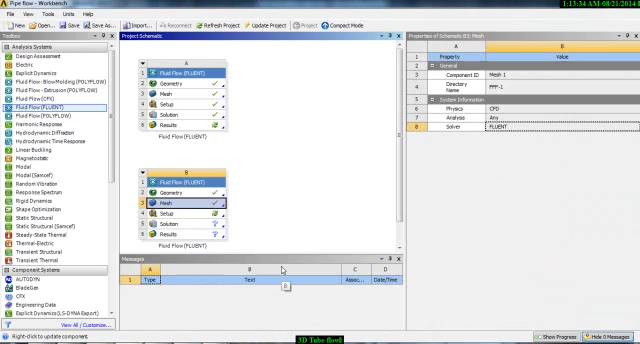 Pipe flow - Workbench
1:13:34 AM 08/21/2014
File View Tools Units Help
New Open... Save Save As... Import... Reconnect Refresh Project Update Project Project Compact Mode
Toolbox
Analysis Systems
Design Assessment
Electric
Explicit Dynamics
Fluid Flow - BlowMolding (POLYFLOW)
Fluid Flow - Extrusion (POLYFLOW)
Fluid Flow (CFX)
Fluid Flow (FLUENT)
Fluid Flow (POLYFLOW)
Harmonic Response
Hydrodynamic Diffraction
Hydrodynamic Time Response
Linear Buckling
Magnetostatic
Modal
Modal (Samcef)
Random Vibration
Response Spectrum
Rigid Dynamics
Shape Optimization
Static Structural
Static Structural (Samcef)
Steady-State Thermal
Thermal-Electric
Transient Structural
Transient Thermal
Component Systems
AUTODYN
BladeGen
CFX
Engineering Data
Explicit Dynamics (LS-DYNA Export)
View All / Customize...
Project Schematic
A
1 Fluid Flow (FLUENT)
2 Geometry
3 Mesh
4 Setup
5 Solution
6 Results
Fluid Flow (FLUENT)
B
1 Fluid Flow (FLUENT)
2 Geometry
3 Mesh
4 Setup
5 Solution
6 Results
Fluid Flow (FLUENT)
Messages
A B C D
1 Type Text Assoc... Date/Time
B
Properties of Schematic B3: Mesh
A B
1 Property Value
2 General
3 Component ID Mesh 1
4 Directory Name FFF-1
5 System Information
6 Physics CFD
7 Analysis Any
8 Solver FLUENT
Right-click to update component.
3D Tube flowd
Show Progress Hide 0 Messages